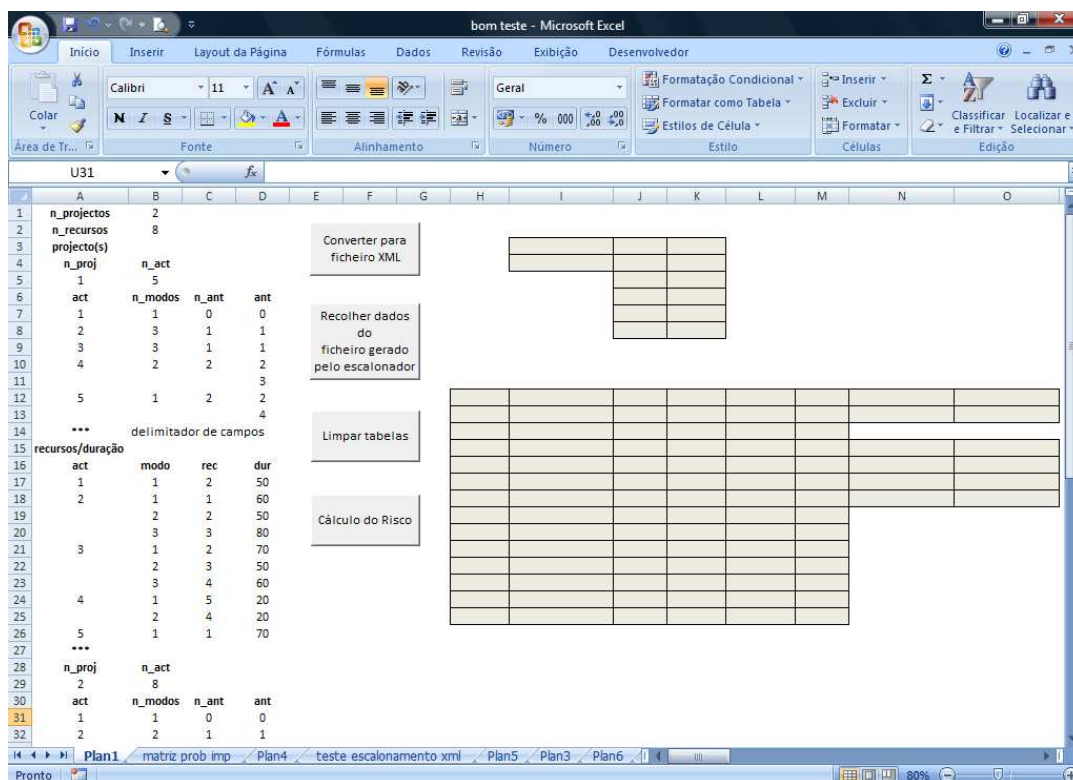 bom teste - Microsoft Excel
Início Inserir Layout da Página Fórmulas Dados Revisão Exibição Desenvolvedor
Colar
Calibri 11 A A
N I S A
Geral
% 000 ,00 ,0
Formatação Condicional
Formatar como Tabela
Estilos de Célula
Inserir
Excluir
Formatar
Σ
Classificar e Filtrar
Localizar e Selecionar
Área de Tr... Fonte Alinhamento Número Estilo Células Edição
U31 fx
A B C D E F G H I J K L M N O
1 n_projectos 2
2 n_recursos 8
3 projecto(s)
4 n_proj n_act
5 1 5
6 act n_modos n_ant ant
7 1 1 0 0
8 2 3 1 1
9 3 3 1 1
10 4 2 2 2
11 3
12 5 1 2 2
13 4
14 *** delimitador de campos
15 recursos/duração
16 act modo rec dur
17 1 1 2 50
18 2 1 1 60
19 2 2 50
20 3 3 80
21 3 1 2 70
22 2 3 50
23 3 4 60
24 4 1 5 20
25 2 4 20
26 5 1 1 70
27 ***
28 n_proj n_act
29 2 8
30 act n_modos n_ant ant
31 1 1 0 0
32 2 2 1 1
Converter para
ficheiro XML
Recolher dados
do
ficheiro gerado
pelo escalonador
Limpar tabelas
Cálculo do Risco
Plan1 matriz prob imp Plan4 teste escalonamento xml Plan5 Plan3 Plan6
Pronto 80%